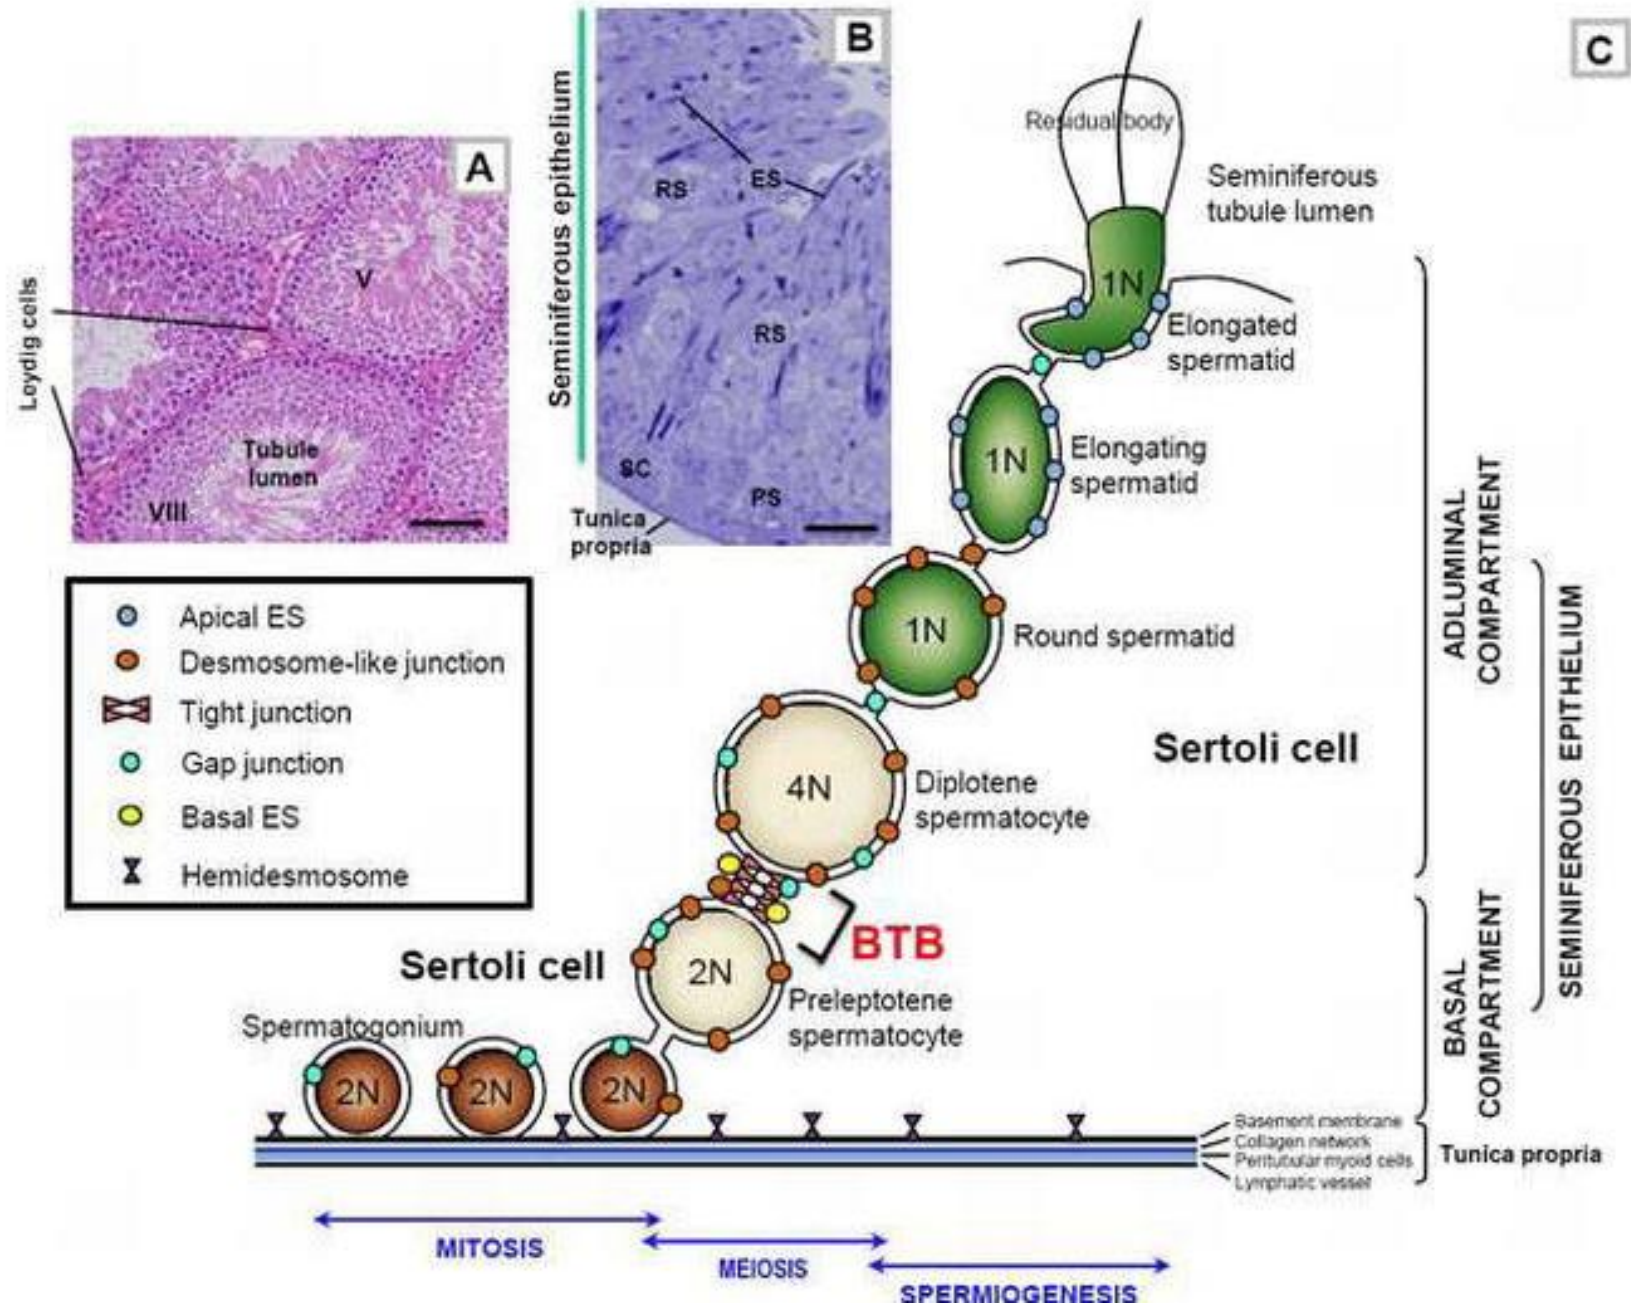 A
Leydig cells
V
Tubule
lumen
VIII
B
Seminiferous epithelium
RS
ES
RS
SC
PS
Tunica
propria
C
Residual body
Seminiferous
tubule lumen
1N
Elongated
spermatid
1N
Elongating
spermatid
1N
Round spermatid
4N
Diplotene
spermatocyte
Sertoli cell
BTB
Sertoli cell
2N
Preleptotene
spermatocyte
Spermatogonium
2N
2N
2N
Apical ES
Desmosome-like junction
Tight junction
Gap junction
Basal ES
Hemidesmosome
ADLUMINAL
COMPARTMENT
BASAL
COMPARTMENT
SEMINIFEROUS EPITHELIUM
Basement membrane
Collagen network
Peritubular myoid cells
Lymphatic vessel
Tunica propria
MITOSIS
MEIOSIS
SPERMIOGENESIS